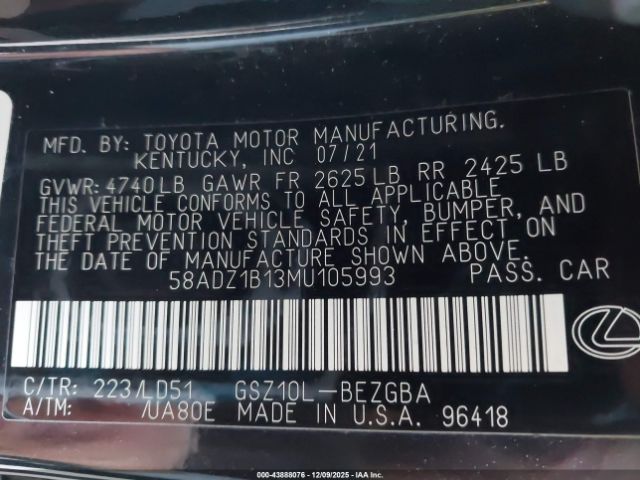 MFD. BY: TOYOTA MOTOR MANUFACTURING.
KENTUCKY, INC 07/21
GVWR: 4740LB GAWR FR 2625LB RR 2425LB
THIS VEHICLE CONFORMS TO ALL APPLICABLE
FEDERAL MOTOR VEHICLE SAFETY, BUMPER, AND
THEFT PREVENTION STANDARDS IN EFFECT ON
THE DATE OF MANUFACTURE SHOWN ABOVE.
58ADZ1B13MU105993 PASS. CAR
C/TR: 223/LD51 GSZ10L-BEZGBA
A/TM: /UA80E MADE IN U.S.A. 96418
000-43888076 - 12/09/2025 - IAA Inc.